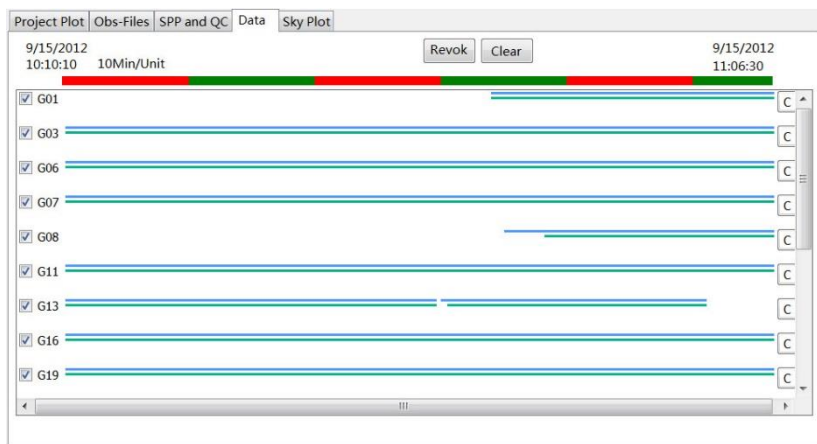 Project Plot Obs-Files SPP and QC Data Sky Plot
9/15/2012 Revok Clear 9/15/2012
10:10:10 10Min/Unit 11:06:30
G01 C
G03 C
G06 C
G07 C
G08 C
G11 C
G13 C
G16 C
G19 C